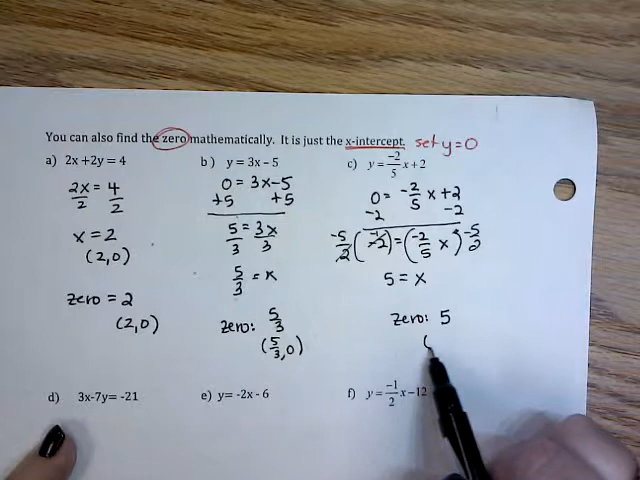 You can also find the zero mathematically. It is just the x-intercept. set y=0
a) 2x +2y = 4
2x = 4
2 2
x = 2
(2,0)
zero = 2
(2,0)
b) y = 3x - 5
0 = 3x-5
+5 +5
5 = 3x
3 3
5/3 = x
zero: 5/3
(5/3,0)
c) y = -2/5 x + 2
0 = -2/5 x +2
-2 -2
-5/2 (-2) = (-2/5 x) -5/2
5 = x
zero: 5
(
d) 3x-7y= -21
e) y= -2x - 6
f) y = -1/2 x -12